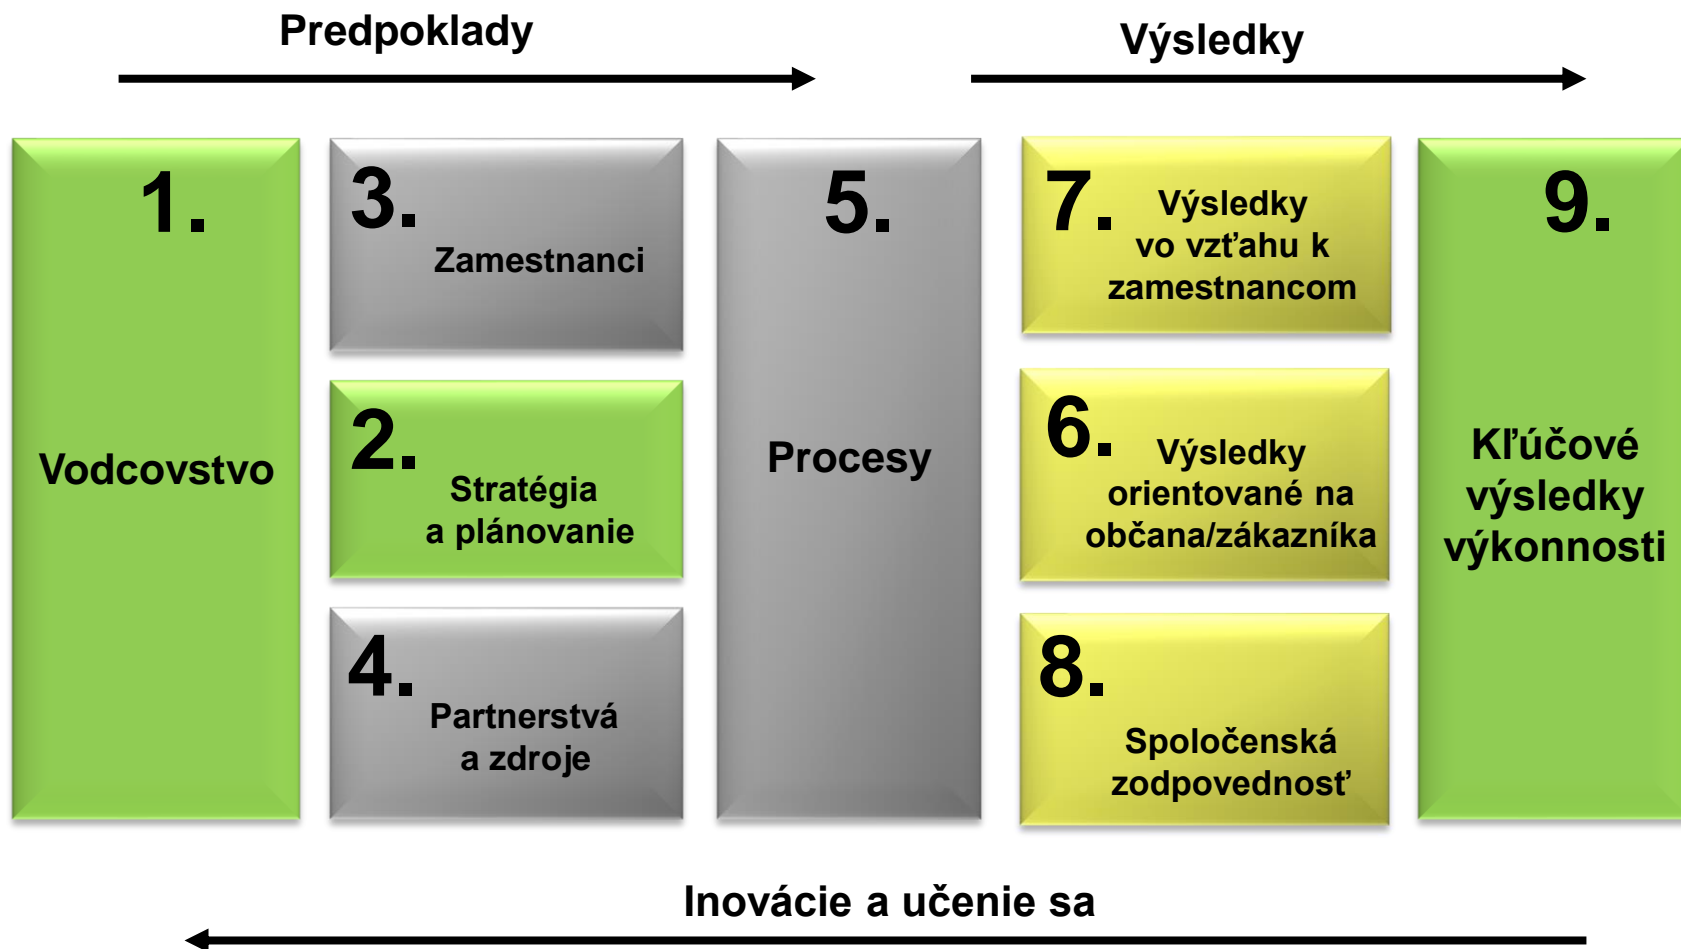 Predpoklady
Výsledky
1.
Vodcovstvo
3.
Zamestnanci
2.
Stratégia
a plánovanie
4.
Partnerstvá
a zdroje
5.
Procesy
7.
Výsledky
vo vzťahu k
zamestnancom
6.
Výsledky
orientované na
občana/zákazníka
8.
Spoločenská
zodpovednosť
9.
Kľúčové
výsledky
výkonnosti
Inovácie a učenie sa